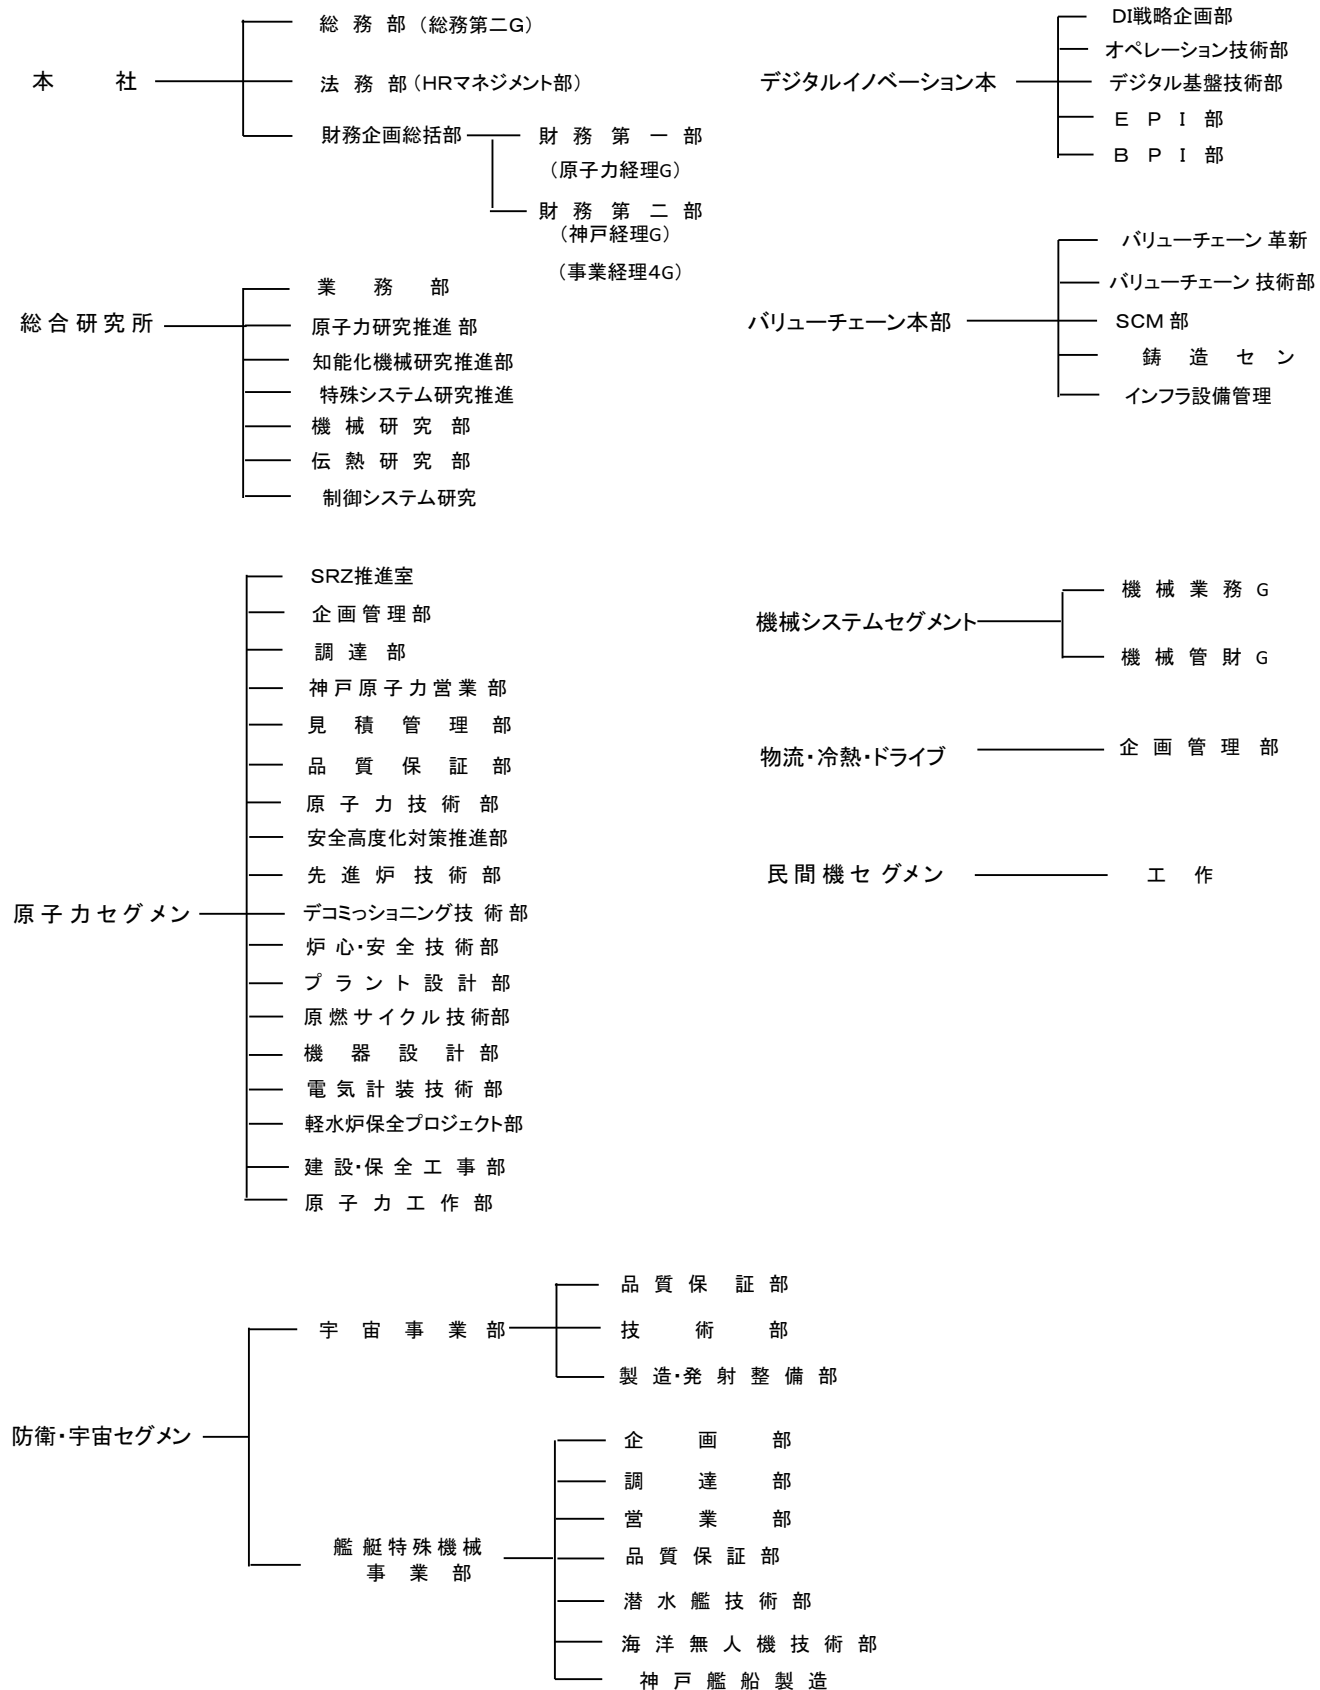 本 社
総 務 部 (総務第二G)
法 務 部 (HRマネジメント部)
財務企画総括部
財 務 第 一 部
(原子力経理G)
財 務 第 二 部
(神戸経理G)
(事業経理4G)
総合研究所
業 務 部
原子力研究推進 部
知能化機械研究推進部
特殊システム研究推進
機 械 研 究 部
伝 熱 研 究 部
制御システム研究
原子力セグメン
SRZ推進室
企画管理部
調 達 部
神戸原子力営業 部
見 積 管 理 部
品 質 保 証 部
原 子 力 技 術 部
安全高度化対策推進部
先 進 炉 技 術 部
デコミっショニング技 術 部
炉 心・安 全 技 術 部
プ ラ ン ト 設 計 部
原 燃 サイクル 技 術部
機 器 設 計 部
電 気 計 装 技 術 部
軽水炉保全プロジェクト部
建 設・保 全 工 事 部
原 子 力 工 作 部
防衛・宇宙セグメン
宇 宙 事 業 部
品 質 保 証 部
技 術 部
製 造・発 射 整 備 部
艦 艇 特 殊 機 械
事 業 部
企 画 部
調 達 部
営 業 部
品 質 保 証 部
潜 水 艦 技 術 部
海 洋 無 人 機 技 術 部
神 戸 艦 船 製 造
デジタルイノベーション本
DI戦略企画部
オペレーション技術部
デジタル基盤技術部
E P I 部
B P I 部
バリューチェーン本部
バリューチェーン 革新
バリューチェーン 技術部
SCM 部
鋳 造 セ ン
インフラ設備管理
機械システムセグメント
機 械 業 務 G
機 械 管 財 G
物流・冷熱・ドライブ
企 画 管 理 部
民 間 機 セ グメン
工 作